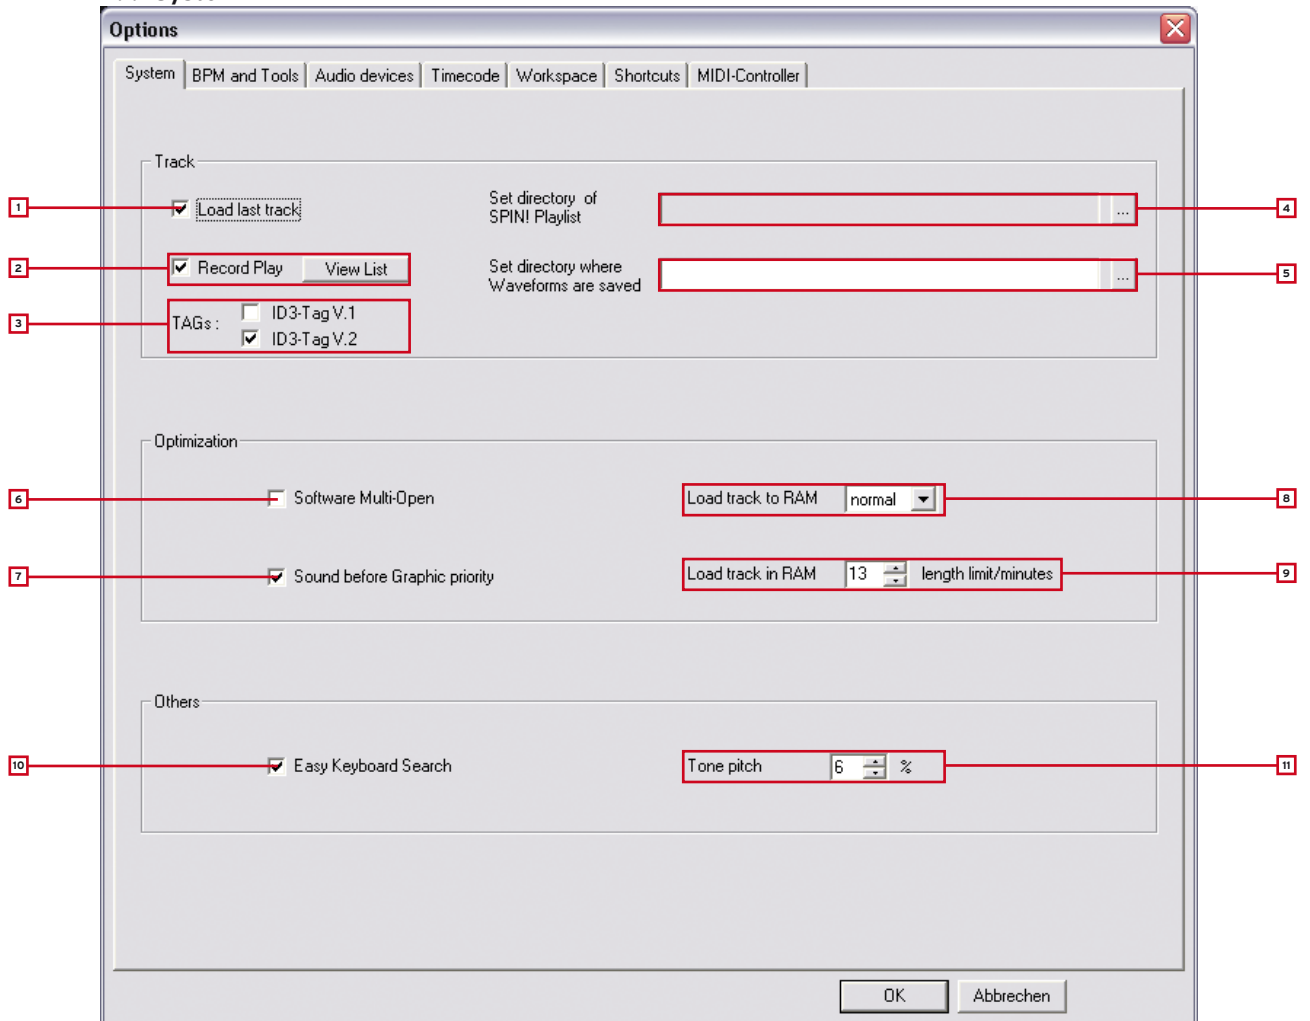 Options
System BPM and Tools Audio devices Timecode Workspace Shortcuts MIDI-Controller
Track
1 Load last track Set directory of SPIN! Playlist ... 4
2 Record Play View List Set directory where Waveforms are saved ... 5
3 TAGs : ID3-Tag V.1
ID3-Tag V.2
Optimization
6 Software Multi-Open Load track to RAM normal 8
7 Sound before Graphic priority Load track in RAM 13 length limit/minutes 9
Others
10 Easy Keyboard Search Tone pitch 6 % 11
OK Abbrechen